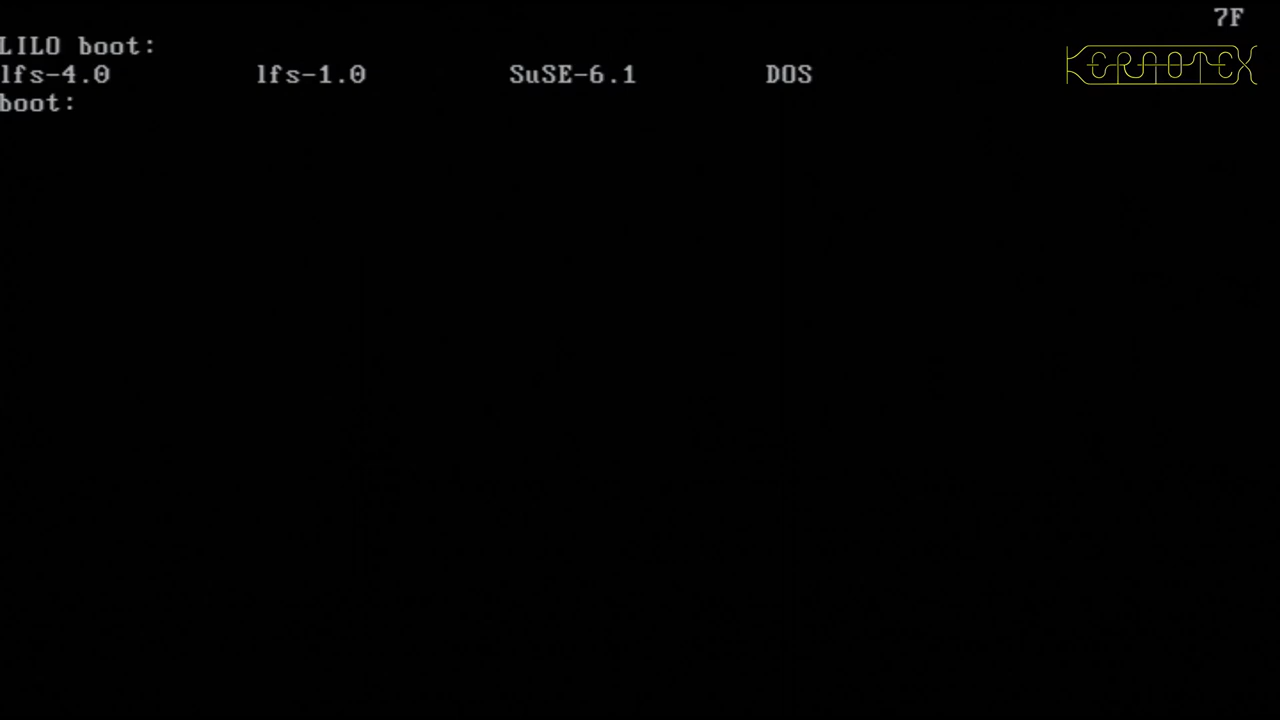 7F
LILO boot:
lfs-4.0 lfs-1.0 SuSE-6.1 DOS
KERAOTEX
boot: